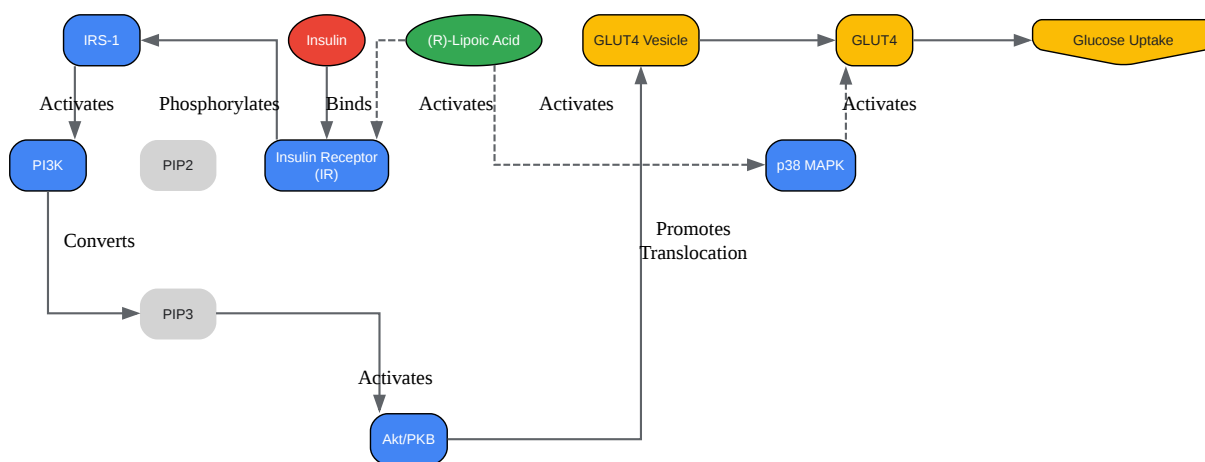 IRS-1
Insulin
(R)-Lipoic Acid
GLUT4 Vesicle
GLUT4
Glucose Uptake
Activates
Phosphorylates
Binds
Activates
Activates
Activates
PI3K
PIP2
Insulin Receptor
(IR)
p38 MAPK
Converts
Promotes
Translocation
PIP3
Activates
Akt/PKB